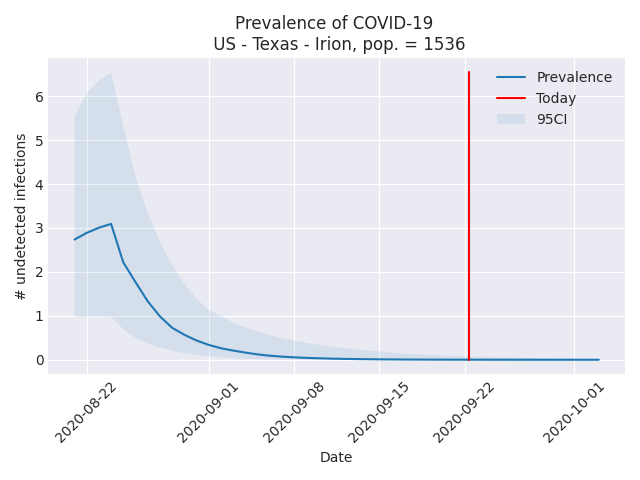 Prevalence of COVID-19
US - Texas - Irion, pop. = 1536
Prevalence
Today
95CI
# undetected infections
6
5
4
3
2
1
0
2020-08-22
2020-09-01
2020-09-08
2020-09-15
2020-09-22
2020-10-01
Date